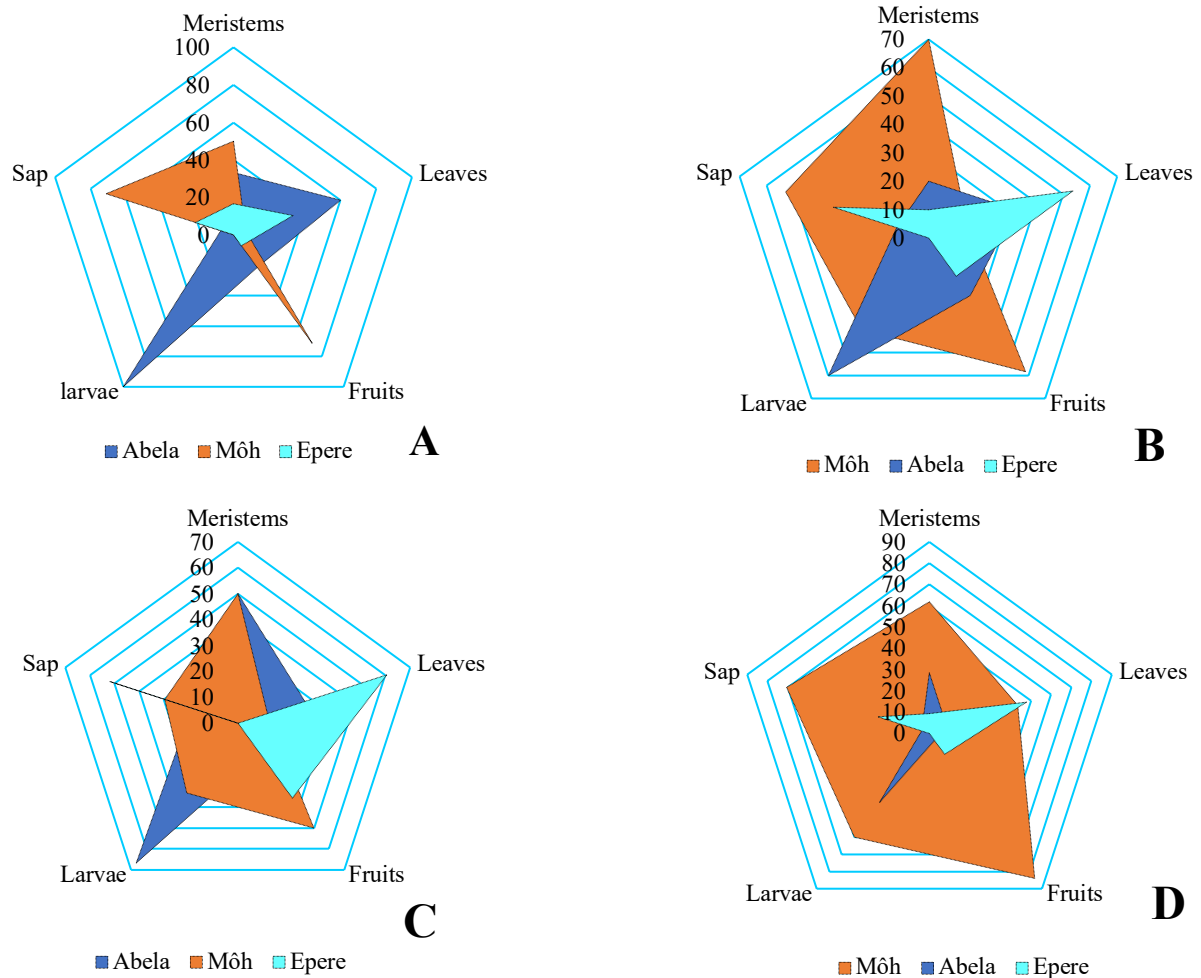 Meristems
100
80
60
40
20
0
Sap
Leaves
larvae
Fruits
Abela Môh Epere
A
Meristems
70
60
50
40
30
20
10
0
Sap
Leaves
Larvae
Fruits
Môh Abela Epere
B
Meristems
70
60
50
40
30
20
10
0
Sap
Leaves
Larvae
Fruits
C
Abela Môh Epere
Meristems
90
80
70
60
50
40
30
20
10
0
Sap
Leaves
Larvae
Fruits
D
Môh Abela Epere